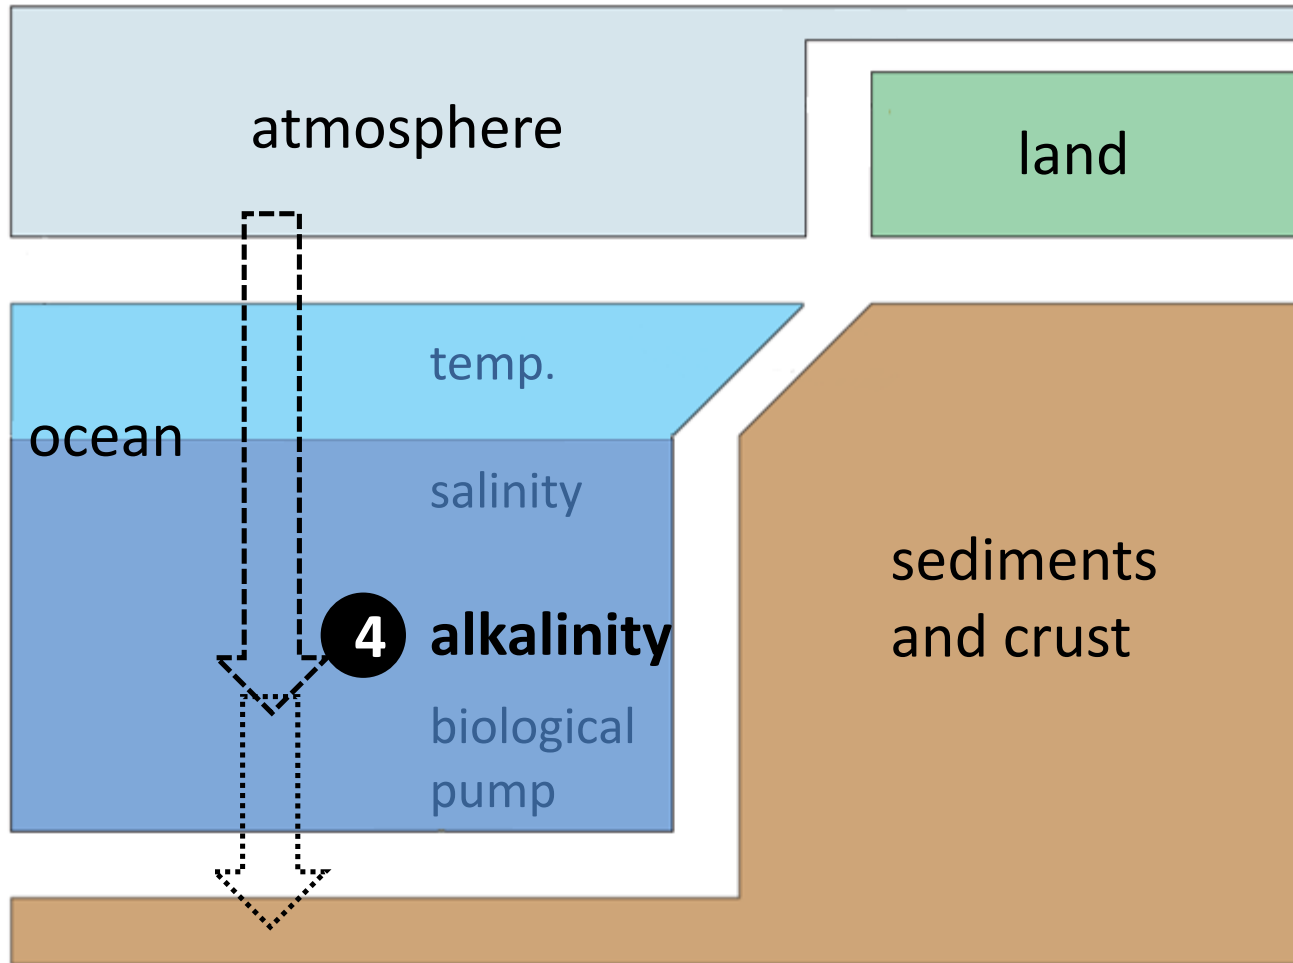 atmosphere
land
temp.
ocean
salinity
sediments
and crust
4 alkalinity
biological
pump